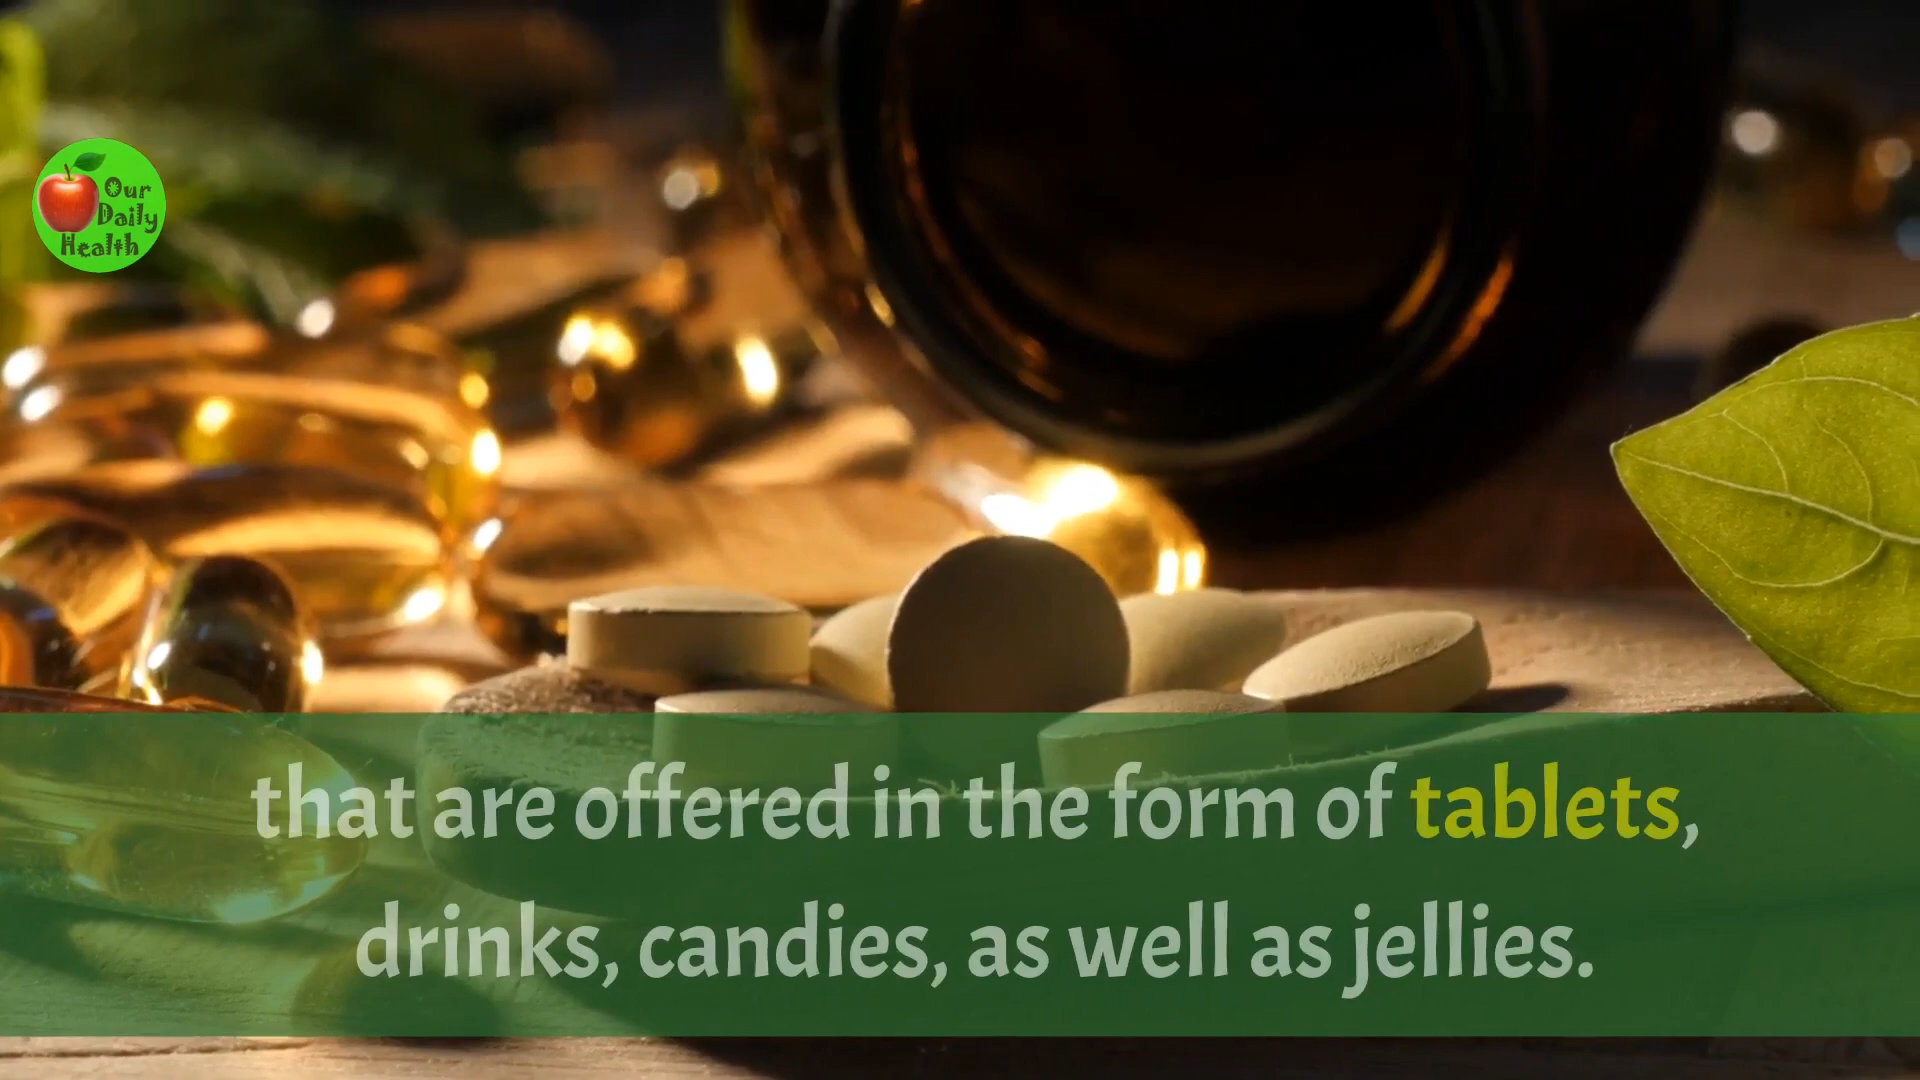 Our
Daily
Health
that are offered in the form of tablets,
drinks, candies, as well as jellies.